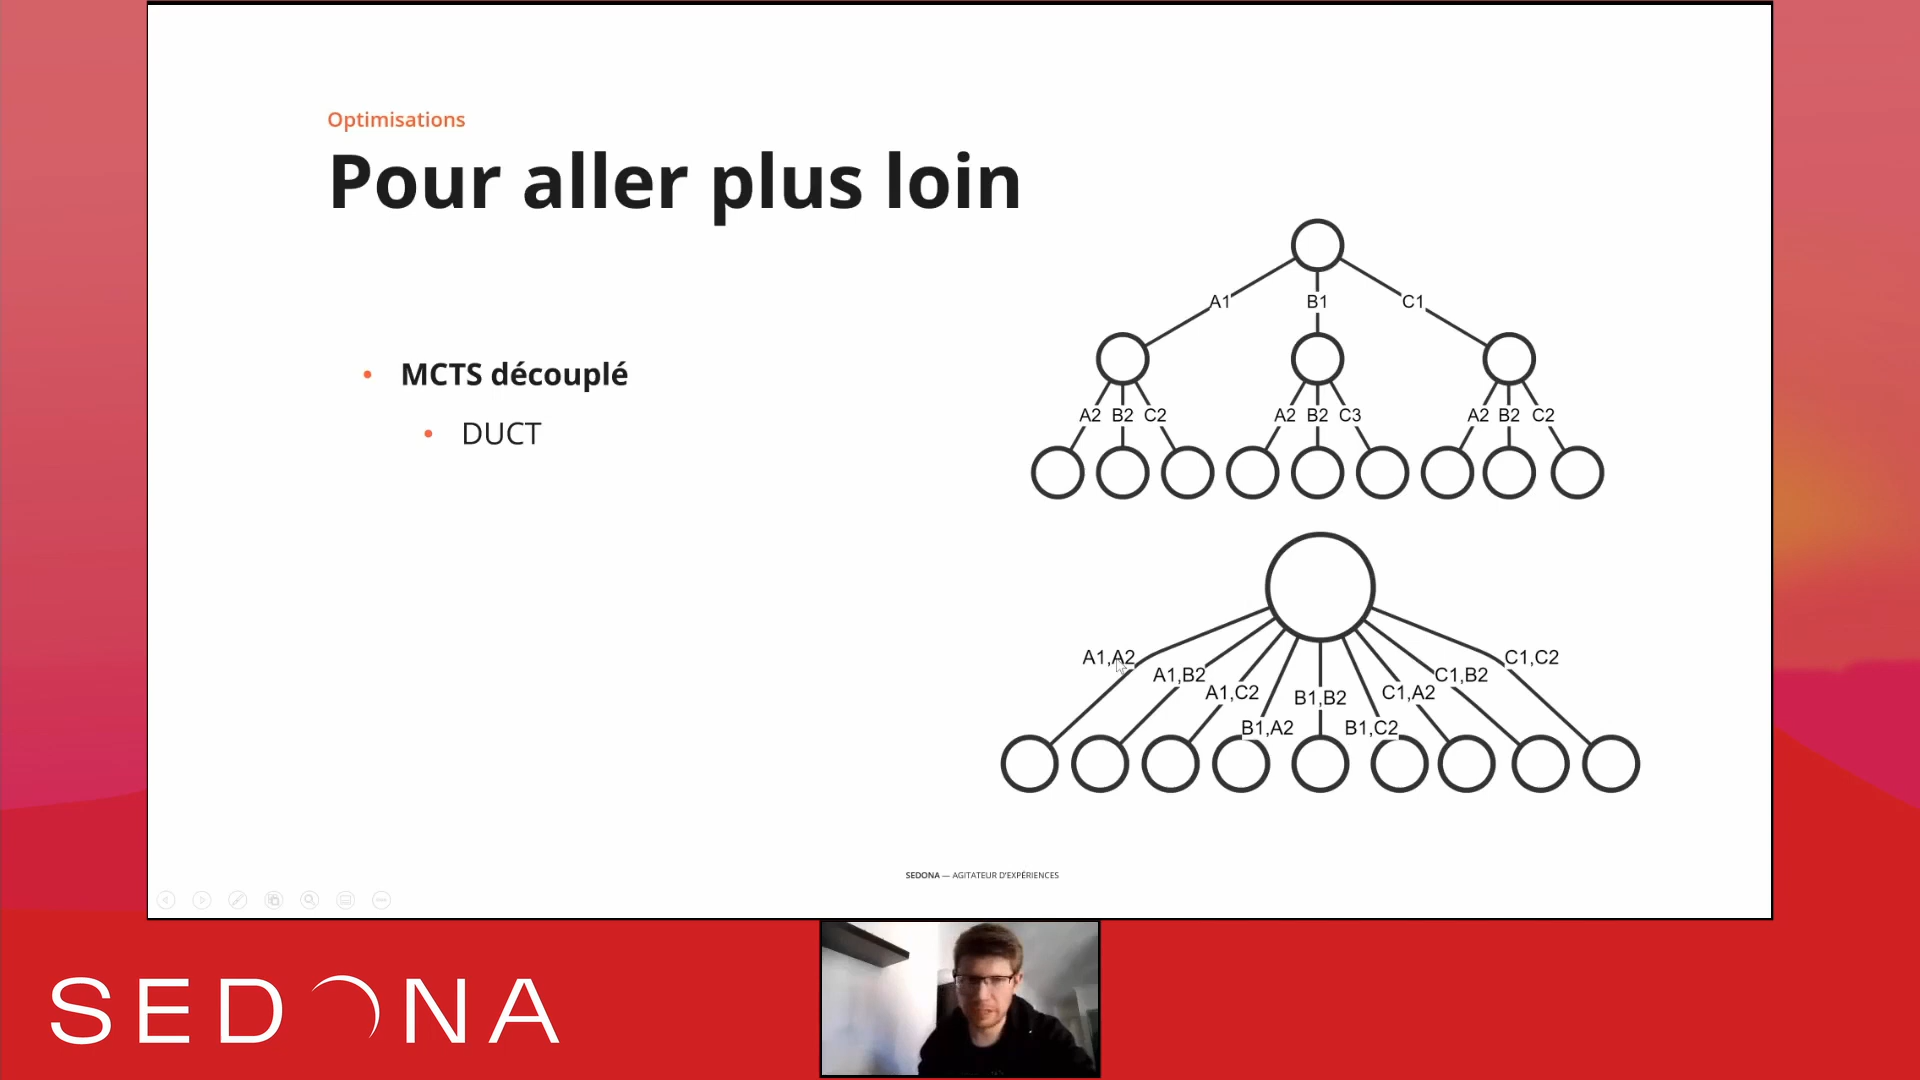 Optimisations
Pour aller plus loin
• MCTS découplé
• DUCT
A1 B1 C1
A2 B2 C2 A2 B2 C3 A2 B2 C2
A1,A2 C1,C2
A1,B2 C1,B2
A1,C2 B1,B2 C1,A2
B1,A2 B1,C2
SEDONA — AGITATEUR D'EXPÉRIENCES
SEDONA